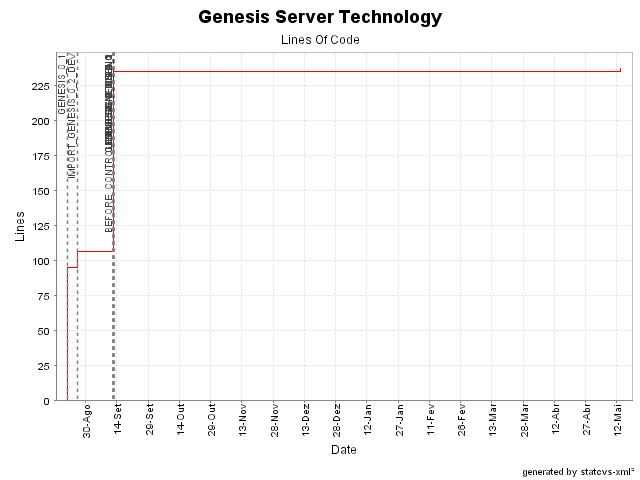 Genesis Server Technology
Lines Of Code
GENESIS_0_1
IMPORT_GENESIS_0_2_DEV
225
200
175
150
125
100
75
50
25
0
Lines
30-Ago
14-Set
29-Set
14-Out
29-Out
13-Nov
28-Nov
13-Dez
28-Dez
12-Jan
27-Jan
11-Fev
26-Fev
13-Mar
28-Mar
12-Abr
27-Abr
12-Mai
Date
generated by statcvs-xml²